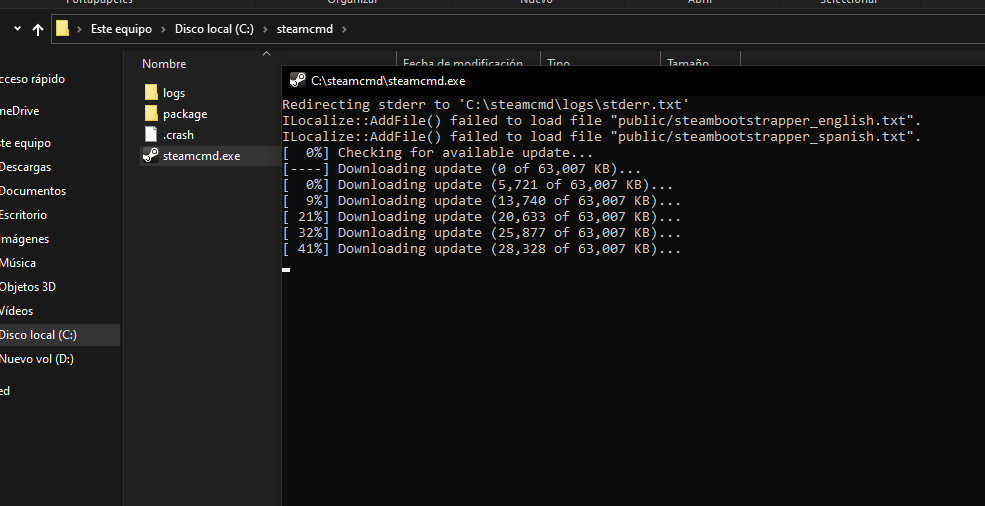 Portapapeles Organizar Nuevo Abrir Seleccionar
Este equipo Disco local (C:) steamcmd
Nombre Fecha de modificación Tipo Tamaño
cceso rápido
neDrive
ste equipo
Descargas
Documentos
Escritorio
Imágenes
Música
Objetos 3D
Vídeos
Disco local (C:)
Nuevo vol (D:)
ed
logs
package
.crash
steamcmd.exe
C:\steamcmd\steamcmd.exe
Redirecting stderr to 'C:\steamcmd\logs\stderr.txt'
ILocalize::AddFile() failed to load file "public/steambootstrapper_english.txt".
ILocalize::AddFile() failed to load file "public/steambootstrapper_spanish.txt".
[  0%] Checking for available update...
[----] Downloading update (0 of 63,007 KB)...
[  0%] Downloading update (5,721 of 63,007 KB)...
[  9%] Downloading update (13,740 of 63,007 KB)...
[ 21%] Downloading update (20,633 of 63,007 KB)...
[ 32%] Downloading update (25,877 of 63,007 KB)...
[ 41%] Downloading update (28,328 of 63,007 KB)...